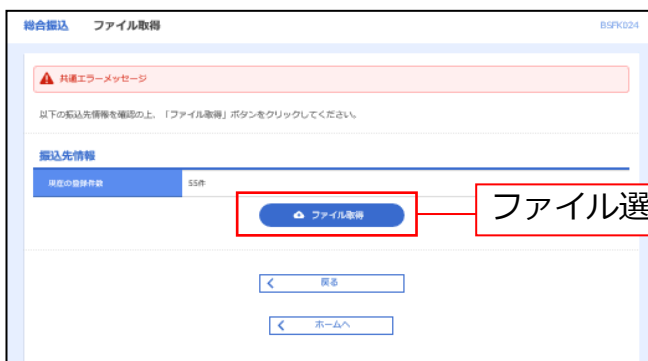 総合振込 ファイル取得 BSFK024
共通エラーメッセージ
以下の振込先情報を確認の上、「ファイル取得」ボタンをクリックしてください。
振込先情報
現在の登録件数 55件
ファイル取得
ファイル選
戻る
ホームへ